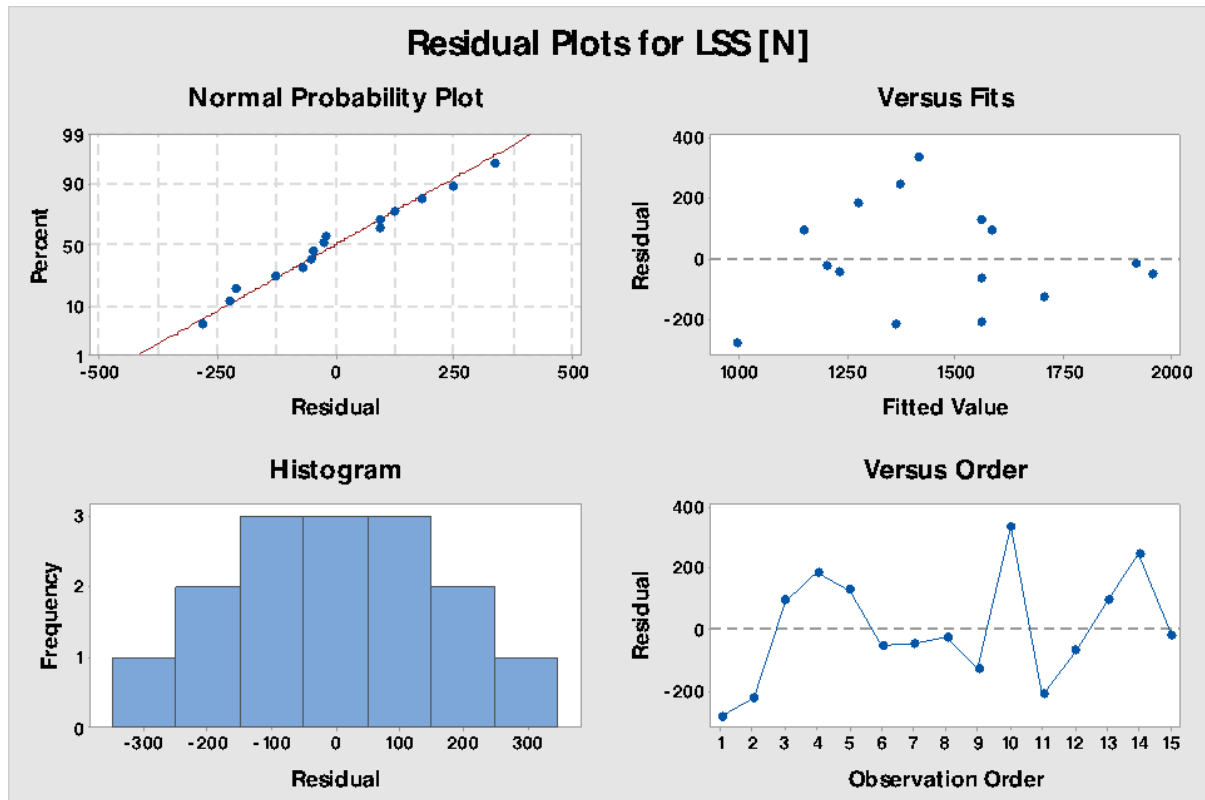 Residual Plots for LSS [N]
Normal Probability Plot
99
90
50
10
1
Percent
-500 -250 0 250 500
Residual
Versus Fits
400
200
0
-200
Residual
1000 1250 1500 1750 2000
Fitted Value
Histogram
3
2
1
0
Frequency
-300 -200 -100 0 100 200 300
Residual
Versus Order
400
200
0
-200
Residual
1 2 3 4 5 6 7 8 9 10 11 12 13 14 15
Observation Order